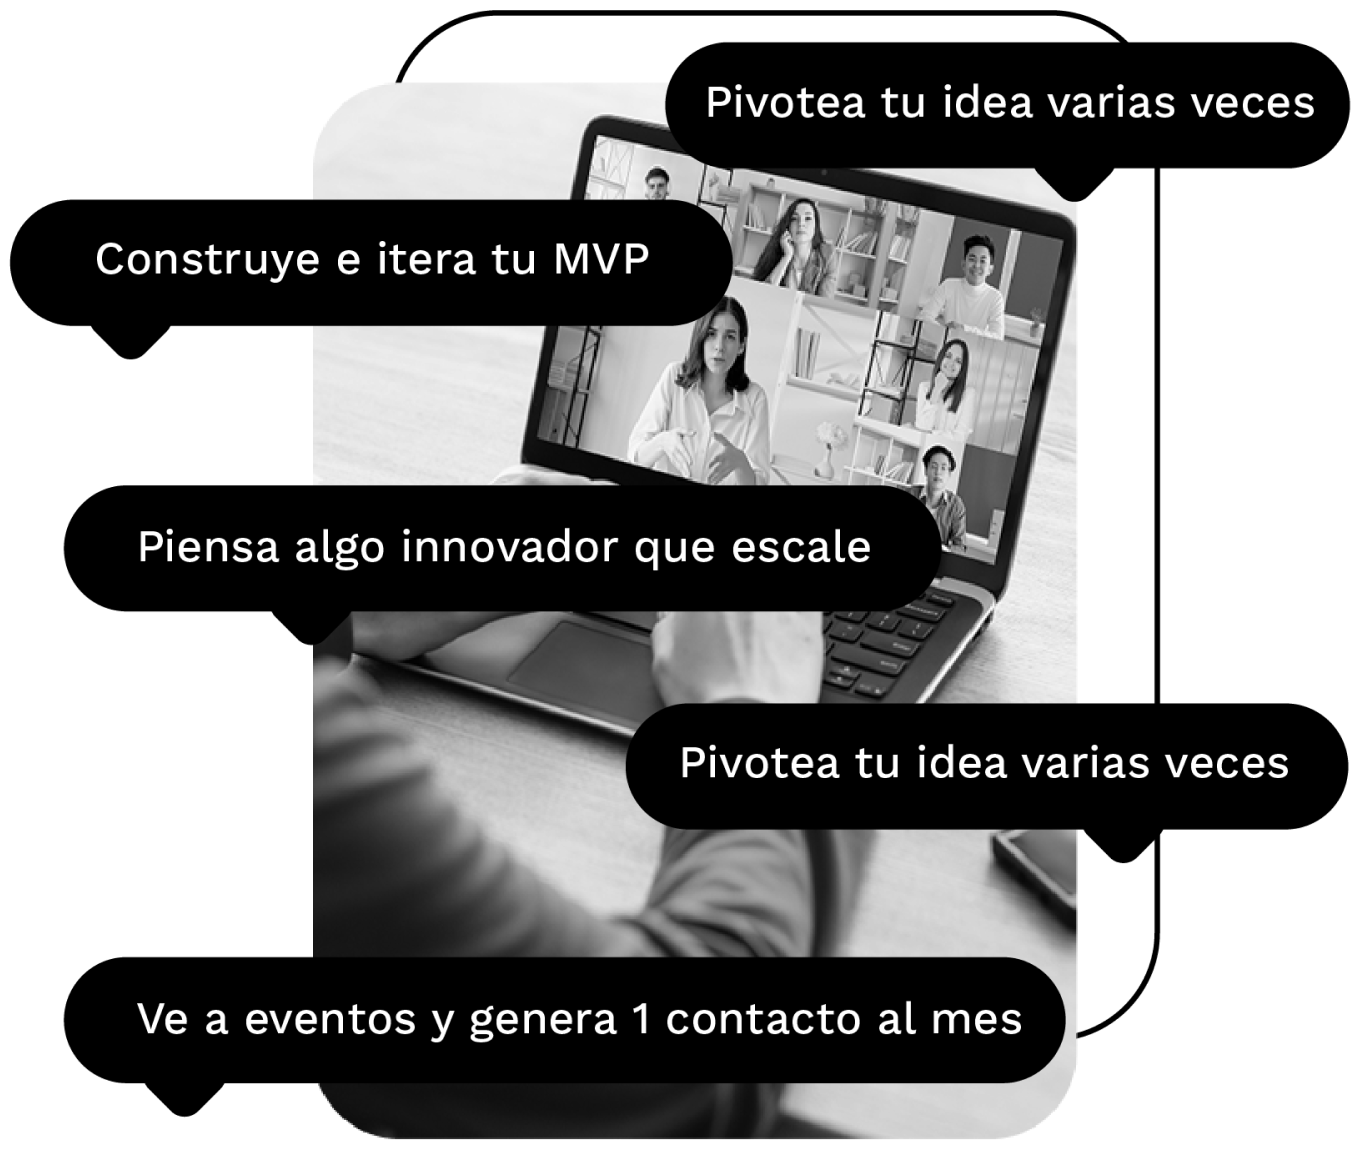 Pivotea tu idea varias veces
Construye e itera tu MVP
Piensa algo innovador que escale
Pivotea tu idea varias veces
Ve a eventos y genera 1 contacto al mes